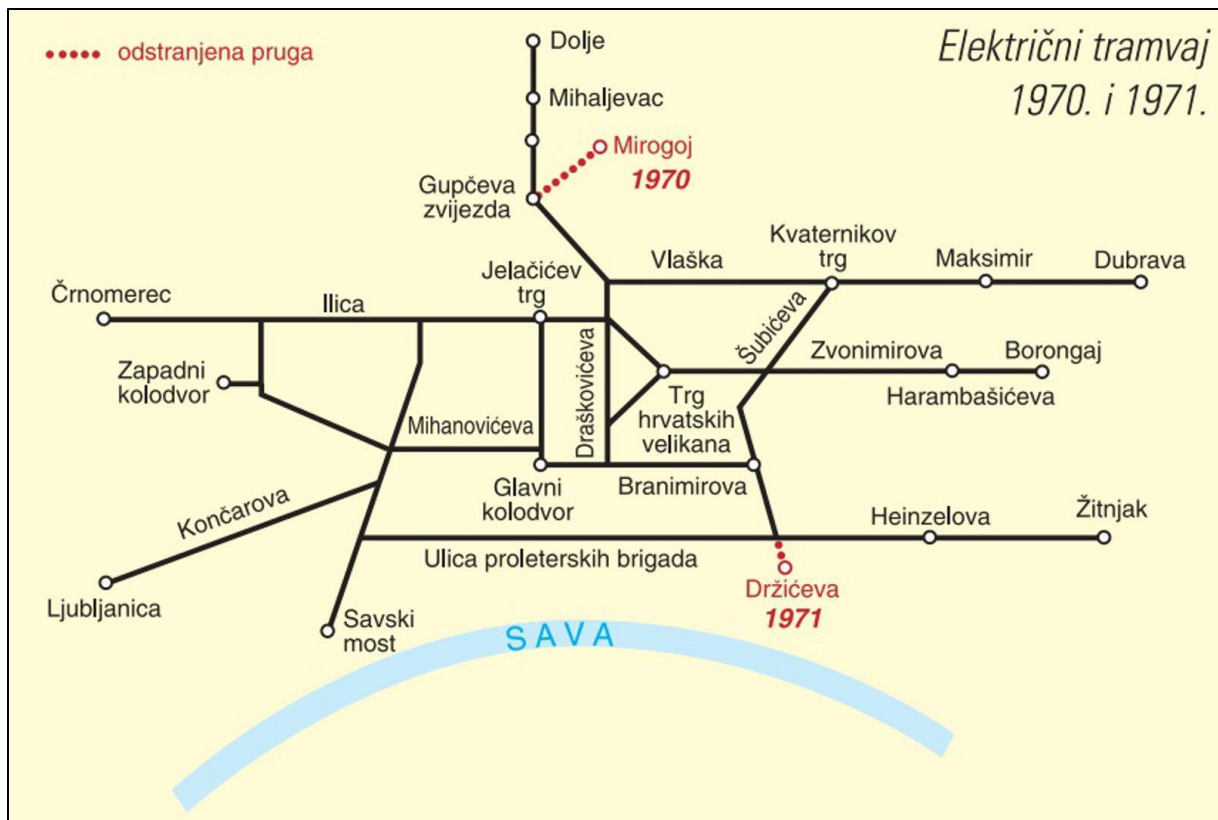 odstranjena pruga
Električni tramvaj
1970. i 1971.
Dolje
Mihaljevac
Mirogoj
1970
Gupčeva
zvijezda
Kvaternikov
trg
Vlaška
Maksimir
Dubrava
Jelačićev
trg
Črnomerec
Ilica
Šubićeva
Draškovićeva
Zvonimirova
Borongaj
Zapadni
kolodvor
Trg
hrvatskih
velikana
Harambašićeva
Mihanovićeva
Glavni
kolodvor
Branimirova
Končarova
Heinzelova
Žitnjak
Ulica proleterskih brigada
Ljubljanica
Držićeva
1971
Savski
most
SAVA